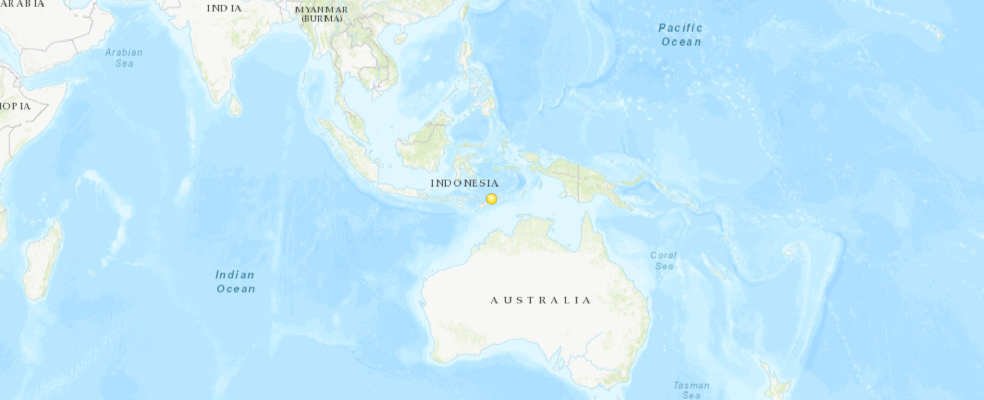 ARABIA
INDIA
MYANMAR
(BURMA)
Arabian
Sea
Pacific
Ocean
OPIA
INDONESIA
Coral
Sea
Indian
Ocean
AUSTRALIA
Tasman
Sea